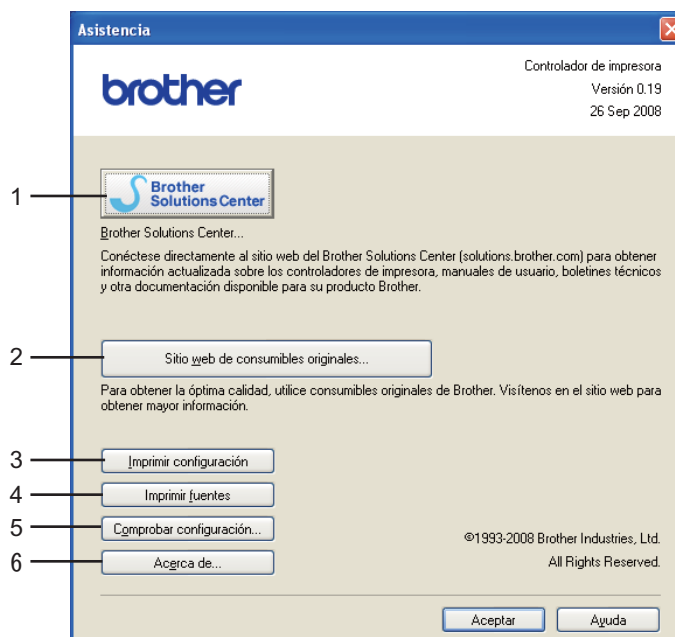 Asistencia
brother
Controlador de impresora
Versión 0.19
26 Sep 2008
1
Brother
Solutions Center
Brother Solutions Center...
Conéctese directamente al sitio web del Brother Solutions Center (solutions.brother.com) para obtener
información actualizada sobre los controladores de impresora, manuales de usuario, boletines técnicos
y otra documentación disponible para su producto Brother.
2
Sitio web de consumibles originales...
Para obtener la óptima calidad, utilice consumibles originales de Brother. Visítenos en el sitio web para
obtener mayor información.
3
Imprimir configuración
4
Imprimir fuentes
5
Comprobar configuración...
6
Acerca de...
©1993-2008 Brother Industries, Ltd.
All Rights Reserved.
Aceptar
Ayuda